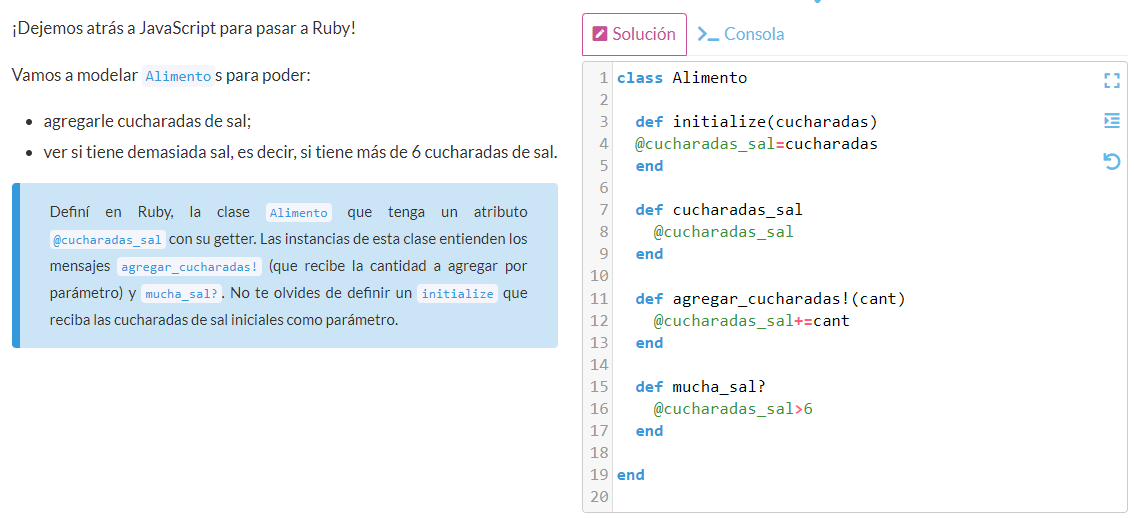 ¡Dejemos atrás a JavaScript para pasar a Ruby!
Vamos a modelar Alimentos para poder:
• agregarle cucharadas de sal;
• ver si tiene demasiada sal, es decir, si tiene más de 6 cucharadas de sal.
Definí en Ruby, la clase Alimento que tenga un atributo
@cucharadas_sal con su getter. Las instancias de esta clase entienden los
mensajes agregar_cucharadas! (que recibe la cantidad a agregar por
parámetro) y mucha_sal?. No te olvides de definir un initialize que
reciba las cucharadas de sal iniciales como parámetro.
Solución
Consola
1 class Alimento
2
3   def initialize(cucharadas)
4   @cucharadas_sal=cucharadas
5   end
6
7   def cucharadas_sal
8     @cucharadas_sal
9   end
10
11   def agregar_cucharadas!(cant)
12     @cucharadas_sal+=cant
13   end
14
15   def mucha_sal?
16     @cucharadas_sal>6
17   end
18
19 end
20